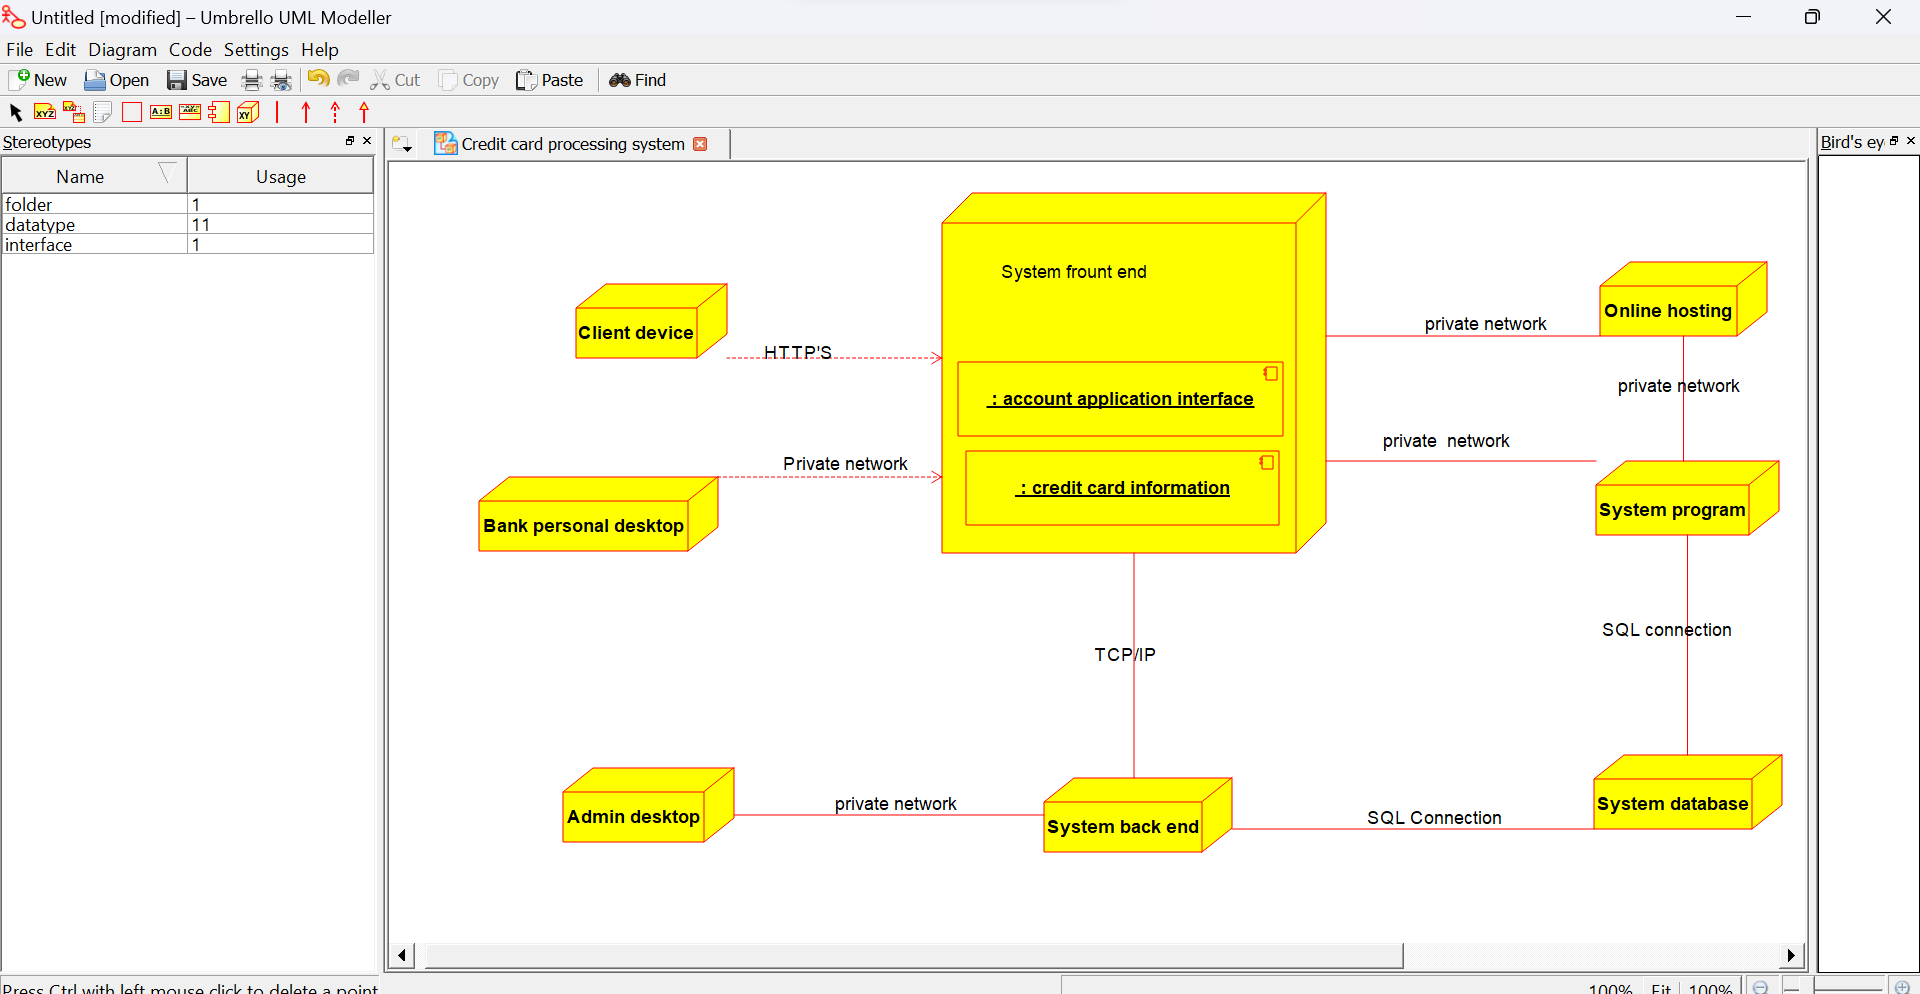 Untitled [modified] – Umbrello UML Modeller
File Edit Diagram Code Settings Help
New Open Save Cut Copy Paste Find
XYZ XYZ A:B ABC XY
Stereotypes
Credit card processing system
Bird's ey
Name Usage
folder 1
datatype 11
interface 1
System frount end
Client device
Online hosting
private network
HTTP'S
private network
: account application interface
private network
Private network
: credit card information
Bank personal desktop
System program
SQL connection
TCP/IP
Admin desktop
private network
System back end
SQL Connection
System database
Press Ctrl with left mouse click to delete a point
100% Fit 100%